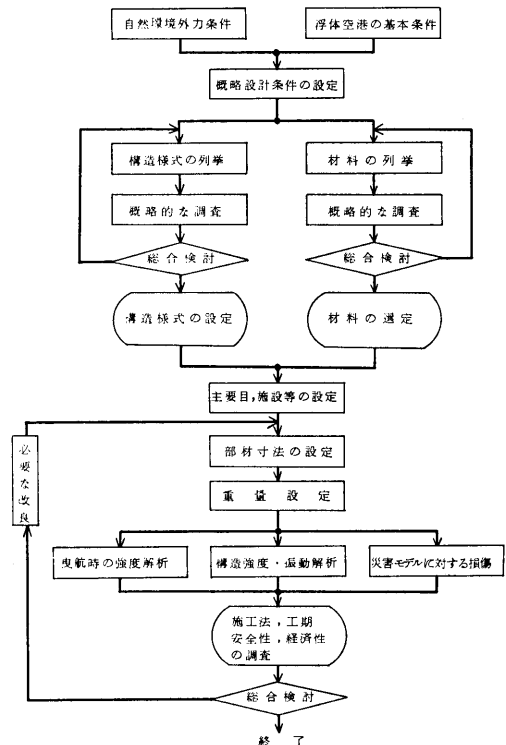 自然環境外力条件
浮体空港の基本条件
概略設計条件の設定
構造様式の列挙
材料の列挙
概略的な調査
概略的な調査
総合検討
総合検討
構造様式の設定
材料の選定
主要目,施設等の設定
必要な改良
部材寸法の設定
重量設定
曳航時の強度解析
構造強度・振動解析
災害モデルに対する損傷
施工法,工期
安全性,経済性
の調査
総合検討
終了